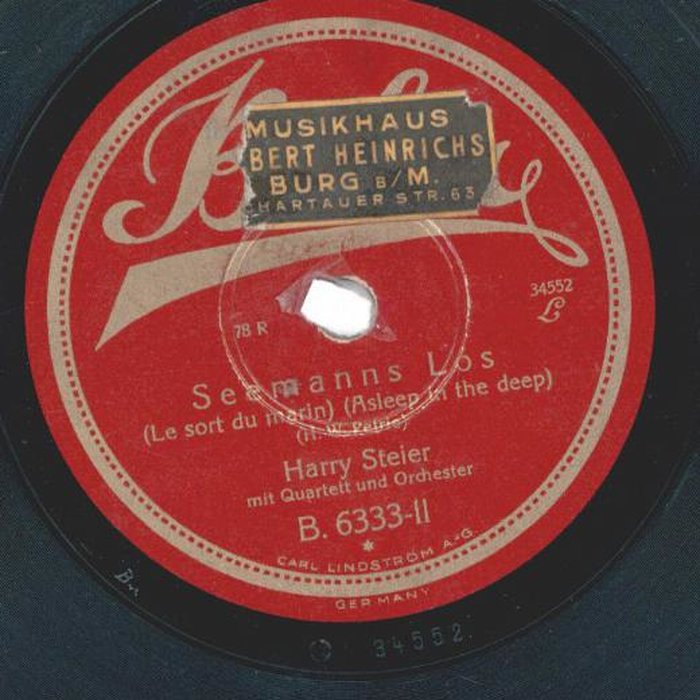 MUSIKHAUS
BERT HEINRICHS
BURG B/M.
HARTAUER STR. 63
34552
L
78 R
Seemanns Los
(Le sort du marin) (Asleep in the deep)
(H. W. Petrie)
Harry Steier
mit Quartett und Orchester
B. 6333-II
*
CARL LINDSTRÖM A-G
GERMANY
34552